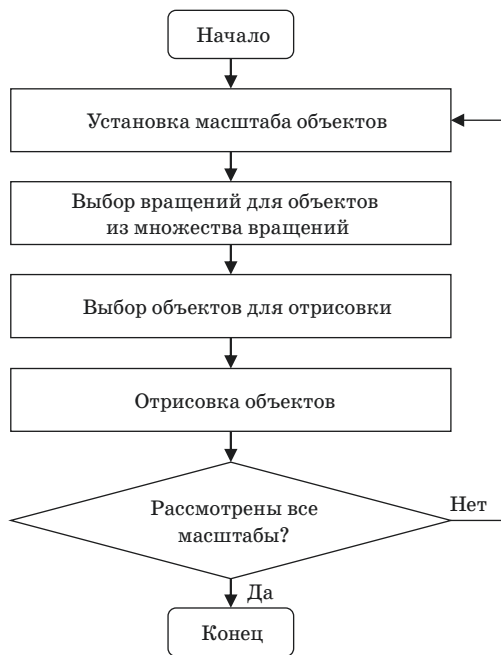 Начало
Установка масштаба объектов
Выбор вращений для объектов
из множества вращений
Выбор объектов для отрисовки
Отрисовка объектов
Рассмотрены все
масштабы?
Нет
Да
Конец